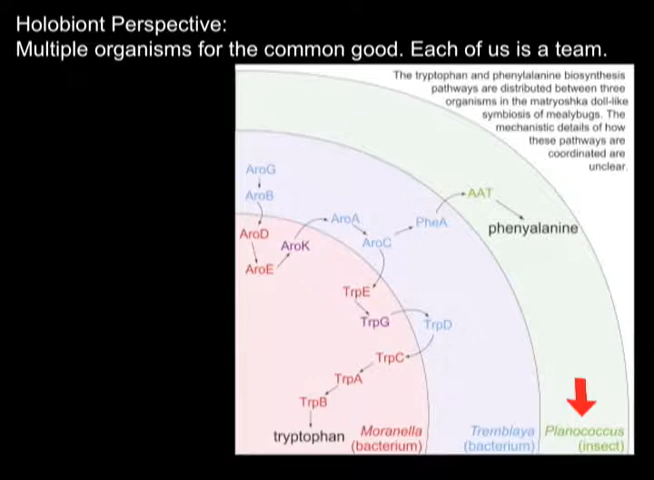 Holobiont Perspective:
Multiple organisms for the common good. Each of us is a team.
The tryptophan and phenylalanine biosynthesis
pathways are distributed between three
organisms in the matryoshka doll-like
symbiosis of mealybugs. The
mechanistic details of how
these pathways are
coordinated are
unclear.
AroG
AroB
AroD
AroE
AroK
AroA
AroC
PheA
AAT
phenyalanine
TrpE
TrpG
TrpD
TrpC
TrpA
TrpB
tryptophan
Moranella
(bacterium)
Tremblaya
(bacterium)
Planococcus
(insect)